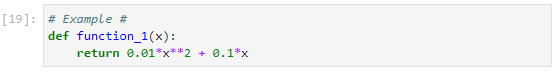 [19]: # Example #
def function_1(x):
    return 0.01*x**2 + 0.1*x